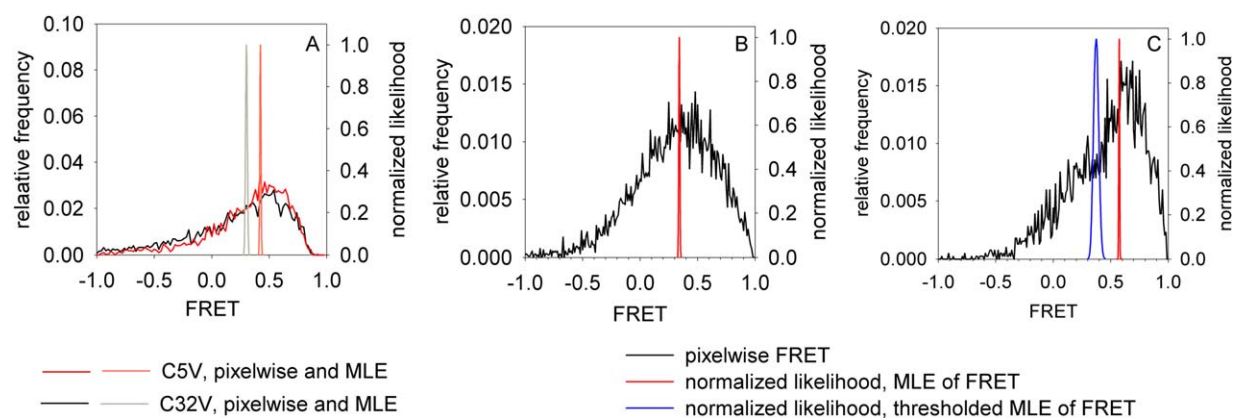 A
0.10
0.08
0.06
0.04
0.02
0.00
relative frequency
1.0
0.8
0.6
0.4
0.2
0.0
normalized likelihood
-1.0
-0.5
0.0
0.5
1.0
FRET
B
0.020
0.015
0.010
0.005
0.000
relative frequency
1.0
0.8
0.6
0.4
0.2
0.0
normalized likelihood
-1.0
-0.5
0.0
0.5
1.0
FRET
C
0.020
0.015
0.010
0.005
0.000
relative frequency
1.0
0.8
0.6
0.4
0.2
0.0
normalized likelihood
-1.0
-0.5
0.0
0.5
1.0
FRET
C5V, pixelwise and MLE
C32V, pixelwise and MLE
pixelwise FRET
normalized likelihood, MLE of FRET
normalized likelihood, thresholded MLE of FRET